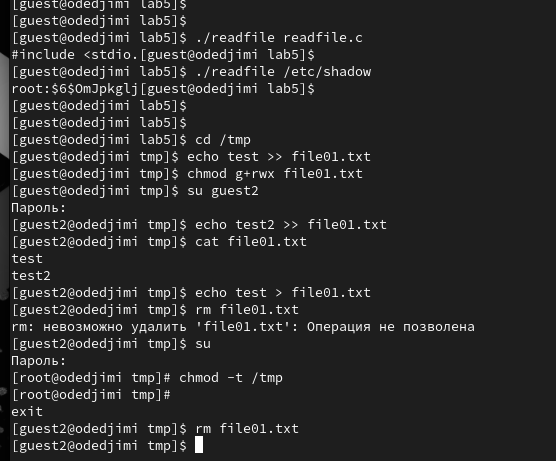 [guest@odedjimi lab5]$
[guest@odedjimi lab5]$
[guest@odedjimi lab5]$ ./readfile readfile.c
#include <stdio.[guest@odedjimi lab5]$
[guest@odedjimi lab5]$ ./readfile /etc/shadow
root:$6$OmJpkglj[guest@odedjimi lab5]$
[guest@odedjimi lab5]$
[guest@odedjimi lab5]$
[guest@odedjimi lab5]$ cd /tmp
[guest@odedjimi tmp]$ echo test >> file01.txt
[guest@odedjimi tmp]$ chmod g+rwx file01.txt
[guest@odedjimi tmp]$ su guest2
Пароль:
[guest2@odedjimi tmp]$ echo test2 >> file01.txt
[guest2@odedjimi tmp]$ cat file01.txt
test
test2
[guest2@odedjimi tmp]$ echo test > file01.txt
[guest2@odedjimi tmp]$ rm file01.txt
rm: невозможно удалить 'file01.txt': Операция не позволена
[guest2@odedjimi tmp]$ su
Пароль:
[root@odedjimi tmp]# chmod -t /tmp
[root@odedjimi tmp]#
exit
[guest2@odedjimi tmp]$ rm file01.txt
[guest2@odedjimi tmp]$